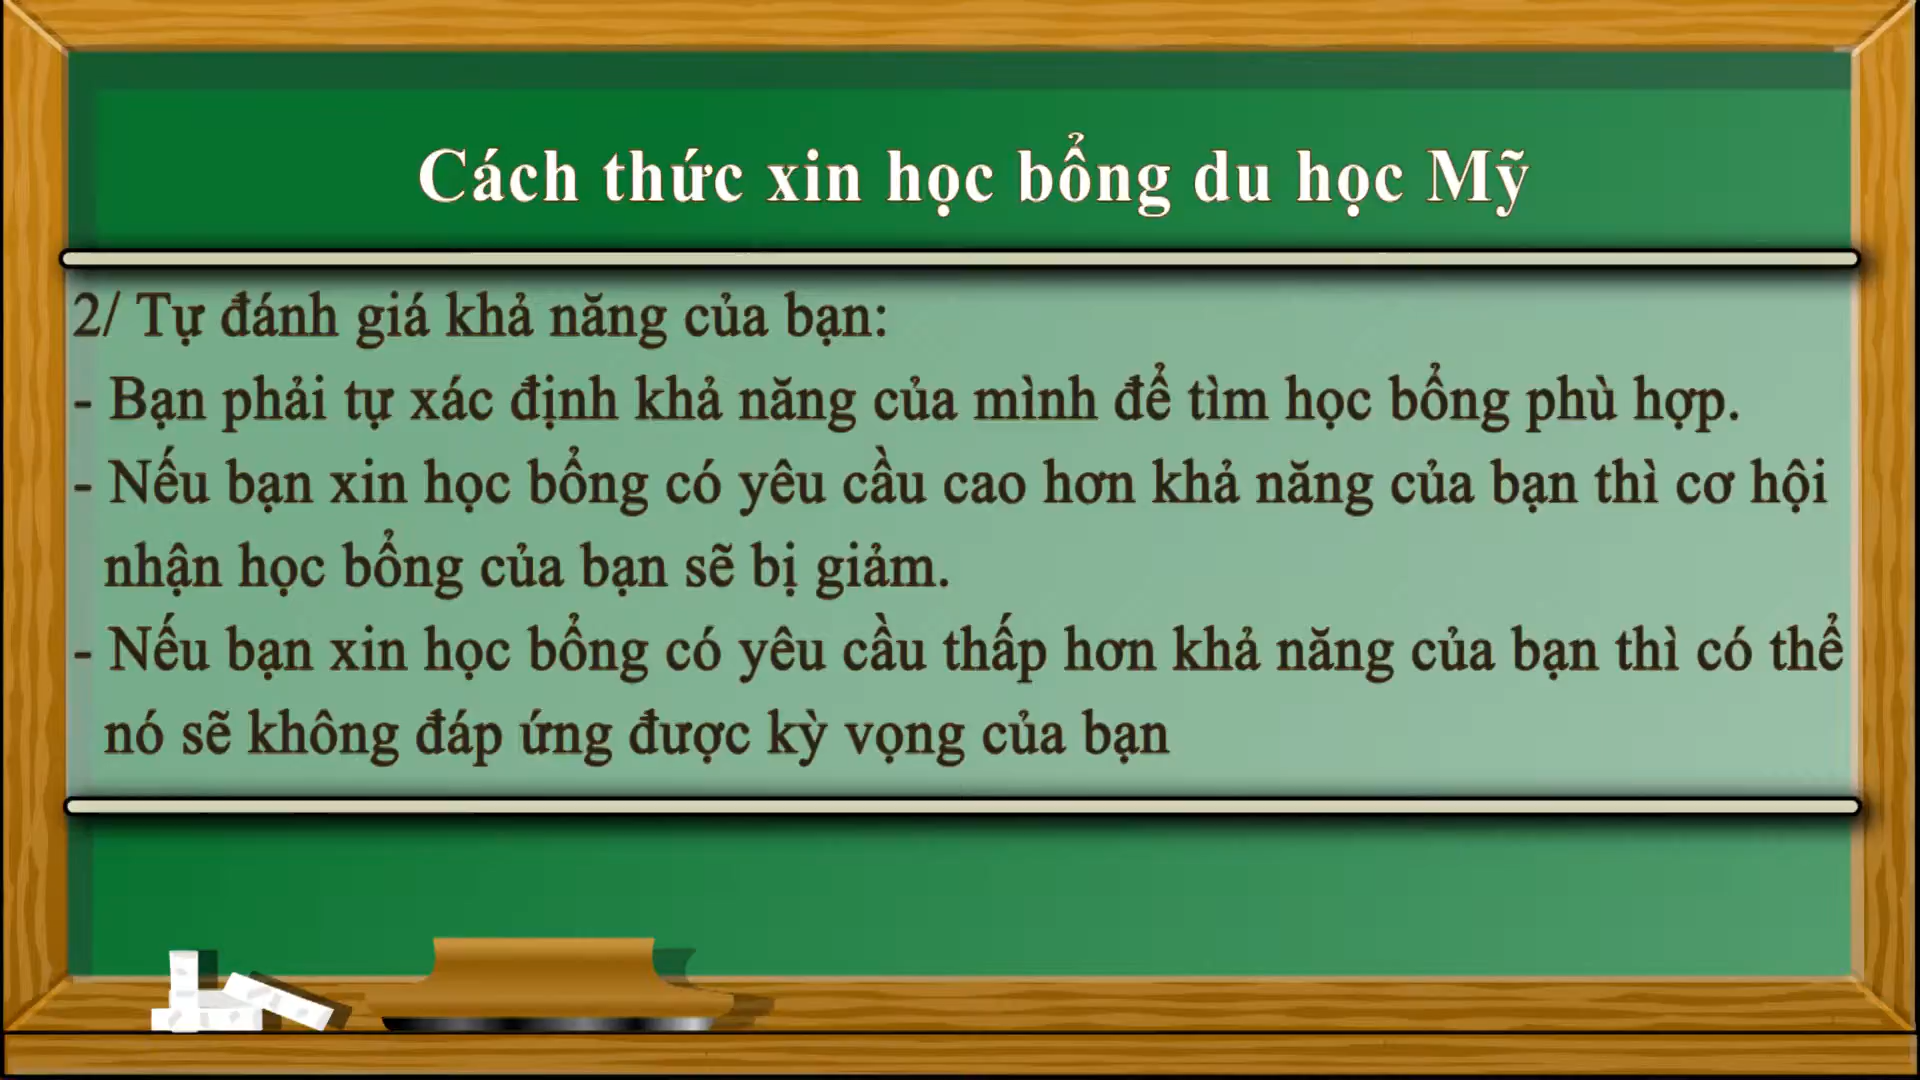 Cách thức xin học bổng du học Mỹ
2/ Tự đánh giá khả năng của bạn:
- Bạn phải tự xác định khả năng của mình để tìm học bổng phù hợp.
- Nếu bạn xin học bổng có yêu cầu cao hơn khả năng của bạn thì cơ hội
nhận học bổng của bạn sẽ bị giảm.
- Nếu bạn xin học bổng có yêu cầu thấp hơn khả năng của bạn thì có thể
nó sẽ không đáp ứng được kỳ vọng của bạn